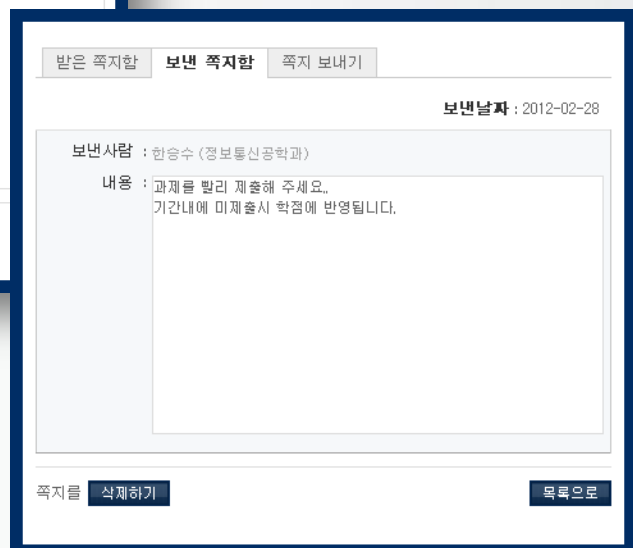 받은 쪽지함 보낸 쪽지함 쪽지 보내기
보낸날짜 : 2012-02-28
보낸사람 : 한승수 (정보통신공학과)
내용 : 과제를 빨리 제출해 주세요..
기간내에 미제출시 학점에 반영됩니다.
쪽지를 삭제하기 목록으로